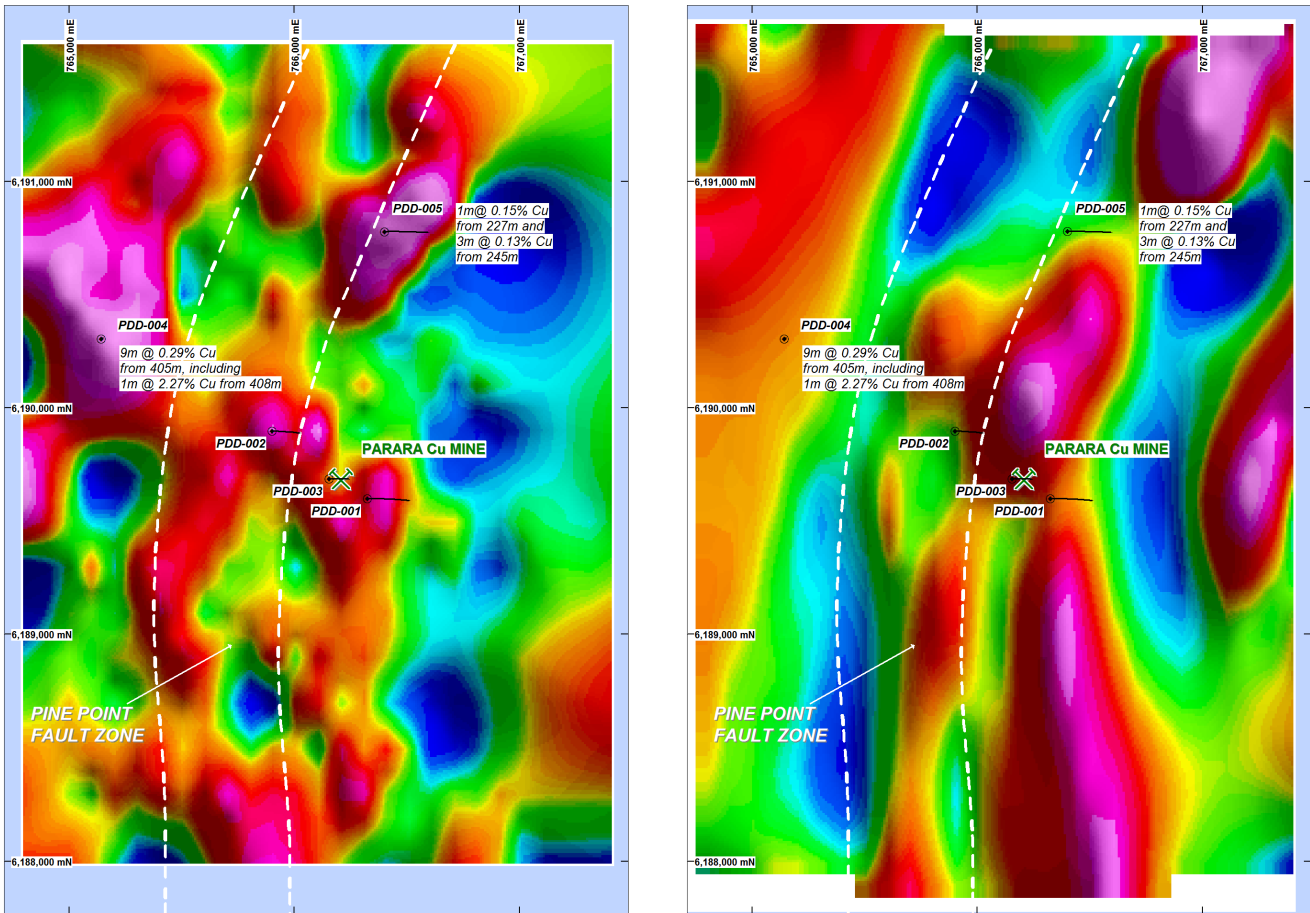 765,000 mE
766,000 mE
767,000 mE
6,191,000 mN
PDD-005
1m@ 0.15% Cu
from 227m and
3m @ 0.13% Cu
from 245m
PDD-004
9m @ 0.29% Cu
from 405m, including
1m @ 2.27% Cu from 408m
6,190,000 mN
PDD-002
PARARA Cu MINE
PDD-003
PDD-001
6,189,000 mN
PINE POINT
FAULT ZONE
6,188,000 mN
765,000 mE
766,000 mE
767,000 mE
6,191,000 mN
PDD-005
1m@ 0.15% Cu
from 227m and
3m @ 0.13% Cu
from 245m
PDD-004
9m @ 0.29% Cu
from 405m, including
1m @ 2.27% Cu from 408m
6,190,000 mN
PDD-002
PARARA Cu MINE
PDD-003
PDD-001
6,189,000 mN
PINE POINT
FAULT ZONE
6,188,000 mN